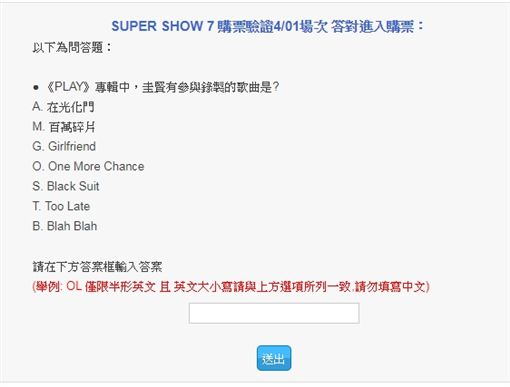 SUPER SHOW 7 購票驗證4/01場次 答對進入購票：
以下為問答題：
● 《PLAY》專輯中，圭賢有參與錄製的歌曲是?
A. 在光化門
M. 百萬碎片
G. Girlfriend
O. One More Chance
S. Black Suit
T. Too Late
B. Blah Blah
請在下方答案框輸入答案
(舉例: OL 僅限半形英文 且 英文大小寫請與上方選項所列一致,請勿填寫中文)
送出